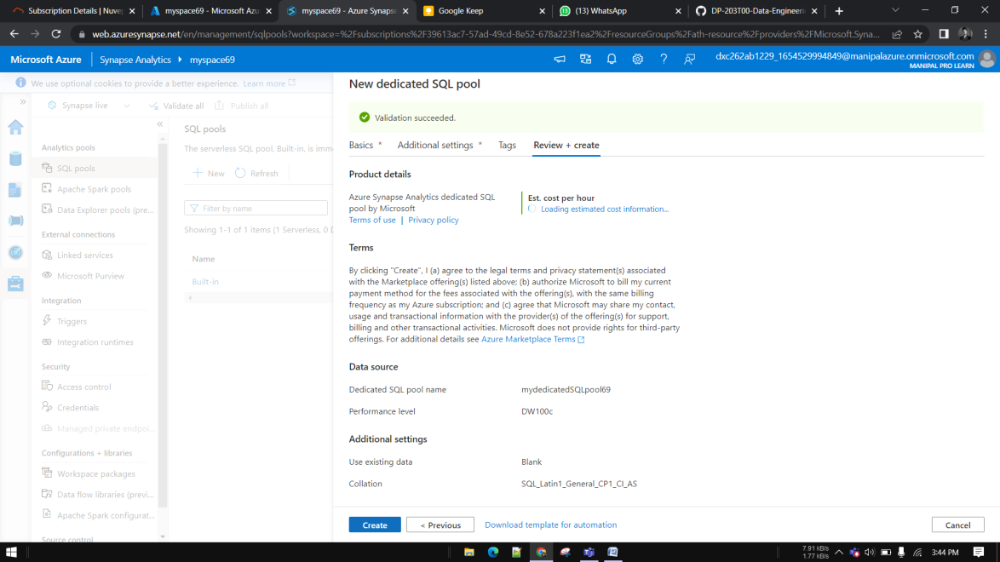 Subscription Details | Nuve
myspace69 - Microsoft Azu
myspace69 - Azure Synaps
Google Keep
(13) WhatsApp
DP-203T00-Data-Engineeri
web.azuresynapse.net/en/management/sqlpools?workspace=%2Fsubscriptions%2F39613ac7-57ad-49cd-8e52-678a223f1ea2%2FresourceGroups%2Fath-resource%2Fproviders%2FMicrosoft.Syna...
Microsoft Azure
Synapse Analytics
myspace69
dxc262ab1229_1654529994849@manipalazure.onmicrosoft.com
MANIPAL PRO LEARN
We use optional cookies to provide a better experience. Learn more
Synapse live
Validate all
Publish all
Analytics pools
SQL pools
Apache Spark pools
Data Explorer pools (pre...
External connections
Linked services
Microsoft Purview
Integration
Triggers
Integration runtimes
Security
Access control
Credentials
Managed private endpoi...
Configurations + libraries
Workspace packages
Data flow libraries (previ...
Apache Spark configurat...
Source control
SQL pools
The serverless SQL pool, Built-in, is imm
New
Refresh
Filter by name
Showing 1-1 of 1 items (1 Serverless, 0 D
Name
Built-in
New dedicated SQL pool
Validation succeeded.
Basics *
Additional settings *
Tags
Review + create
Product details
Azure Synapse Analytics dedicated SQL
pool by Microsoft
Terms of use | Privacy policy
Est. cost per hour
Loading estimated cost information...
Terms
By clicking "Create", I (a) agree to the legal terms and privacy statement(s) associated
with the Marketplace offering(s) listed above; (b) authorize Microsoft to bill my current
payment method for the fees associated with the offering(s), with the same billing
frequency as my Azure subscription; and (c) agree that Microsoft may share my contact,
usage and transactional information with the provider(s) of the offering(s) for support,
billing and other transactional activities. Microsoft does not provide rights for third-party
offerings. For additional details see Azure Marketplace Terms
Data source
Dedicated SQL pool name
mydedicatedSQLpool69
Performance level
DW100c
Additional settings
Use existing data
Blank
Collation
SQL_Latin1_General_CP1_CI_AS
Create
< Previous
Download template for automation
Cancel
7.91 kB/s
1.77 kB/s
3:44 PM